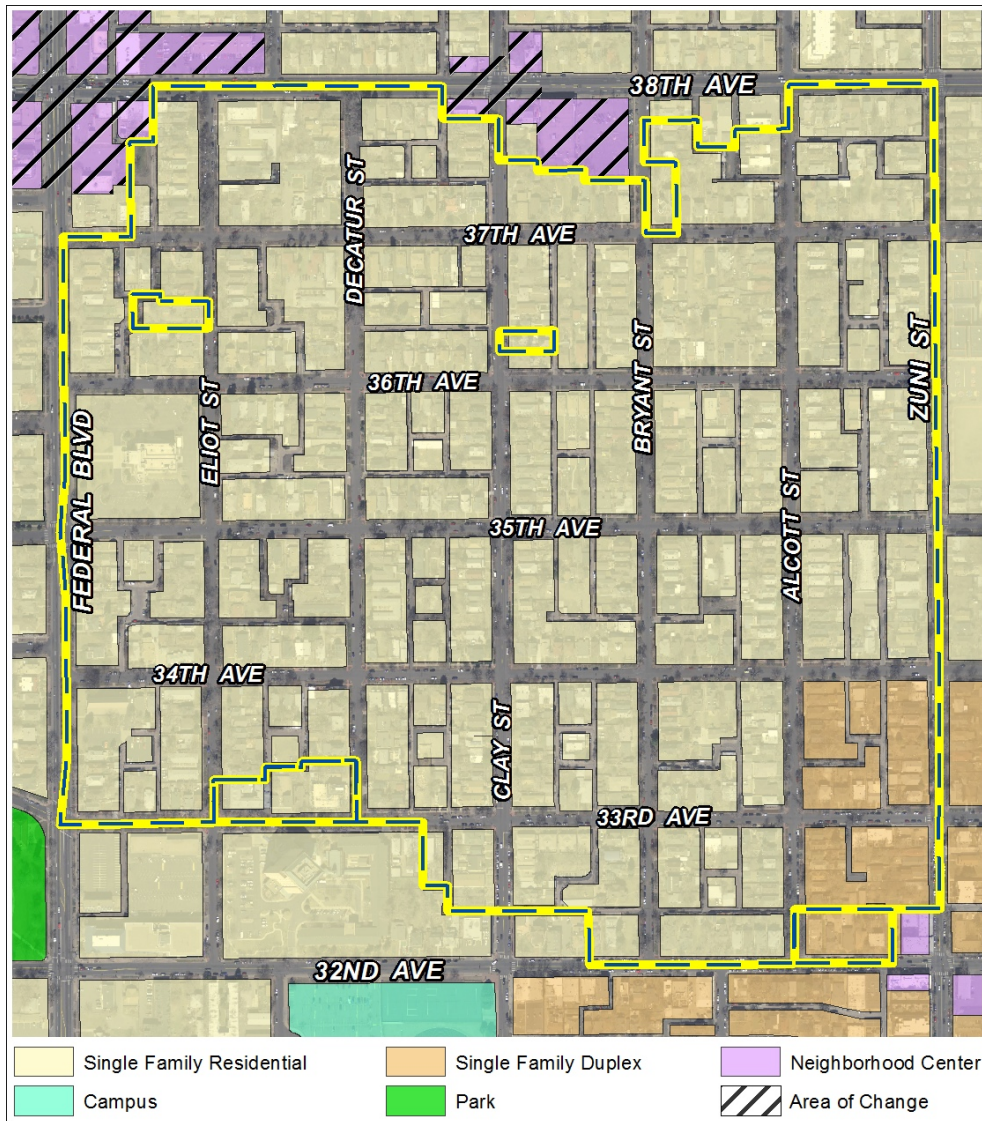 38TH AVE
DECATUR ST
37TH AVE
BRYANT ST
ZUNI ST
36TH AVE
ELIOT ST
FEDERAL BLVD
ALCOTT ST
35TH AVE
34TH AVE
CLAY ST
33RD AVE
32ND AVE
Single Family Residential
Single Family Duplex
Neighborhood Center
Campus
Park
Area of Change